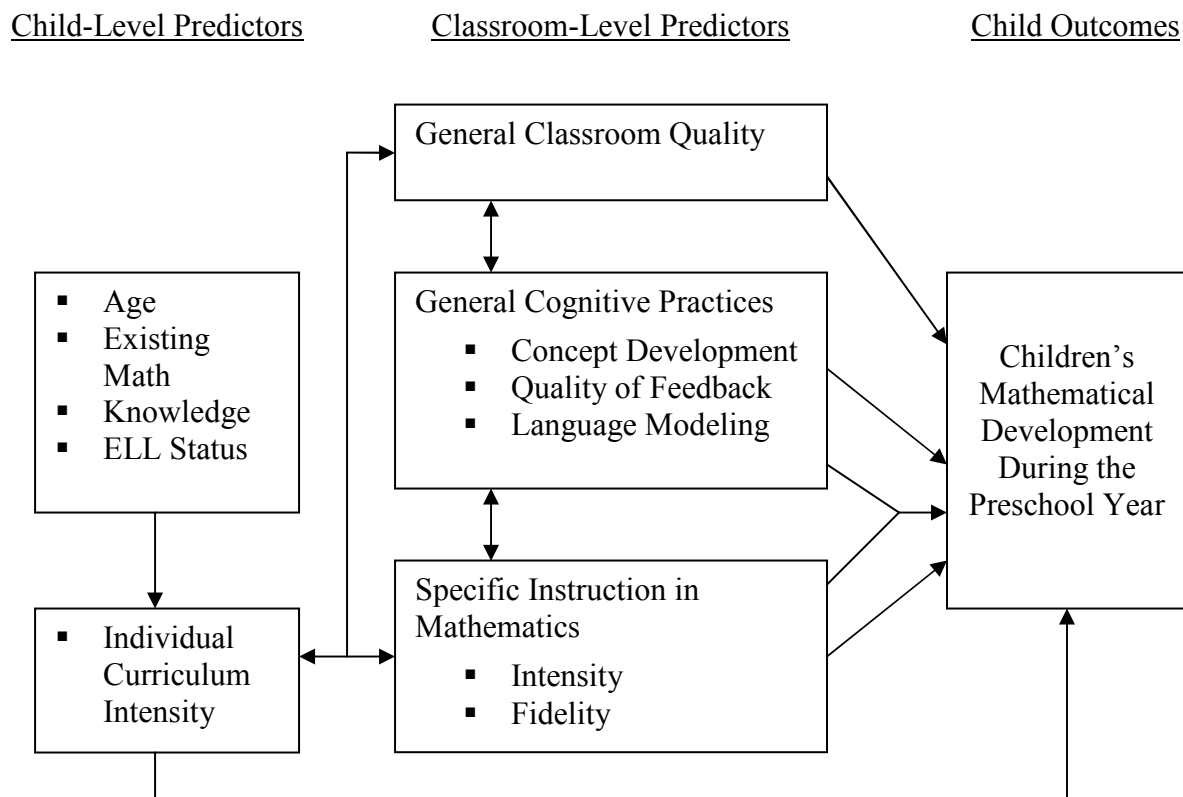 Child-Level Predictors
Classroom-Level Predictors
Child Outcomes
General Classroom Quality
▪ Age
▪ Existing
Math
▪ Knowledge
▪ ELL Status
General Cognitive Practices
▪ Concept Development
▪ Quality of Feedback
▪ Language Modeling
Children’s
Mathematical
Development
During the
Preschool Year
▪ Individual
Curriculum
Intensity
Specific Instruction in
Mathematics
▪ Intensity
▪ Fidelity